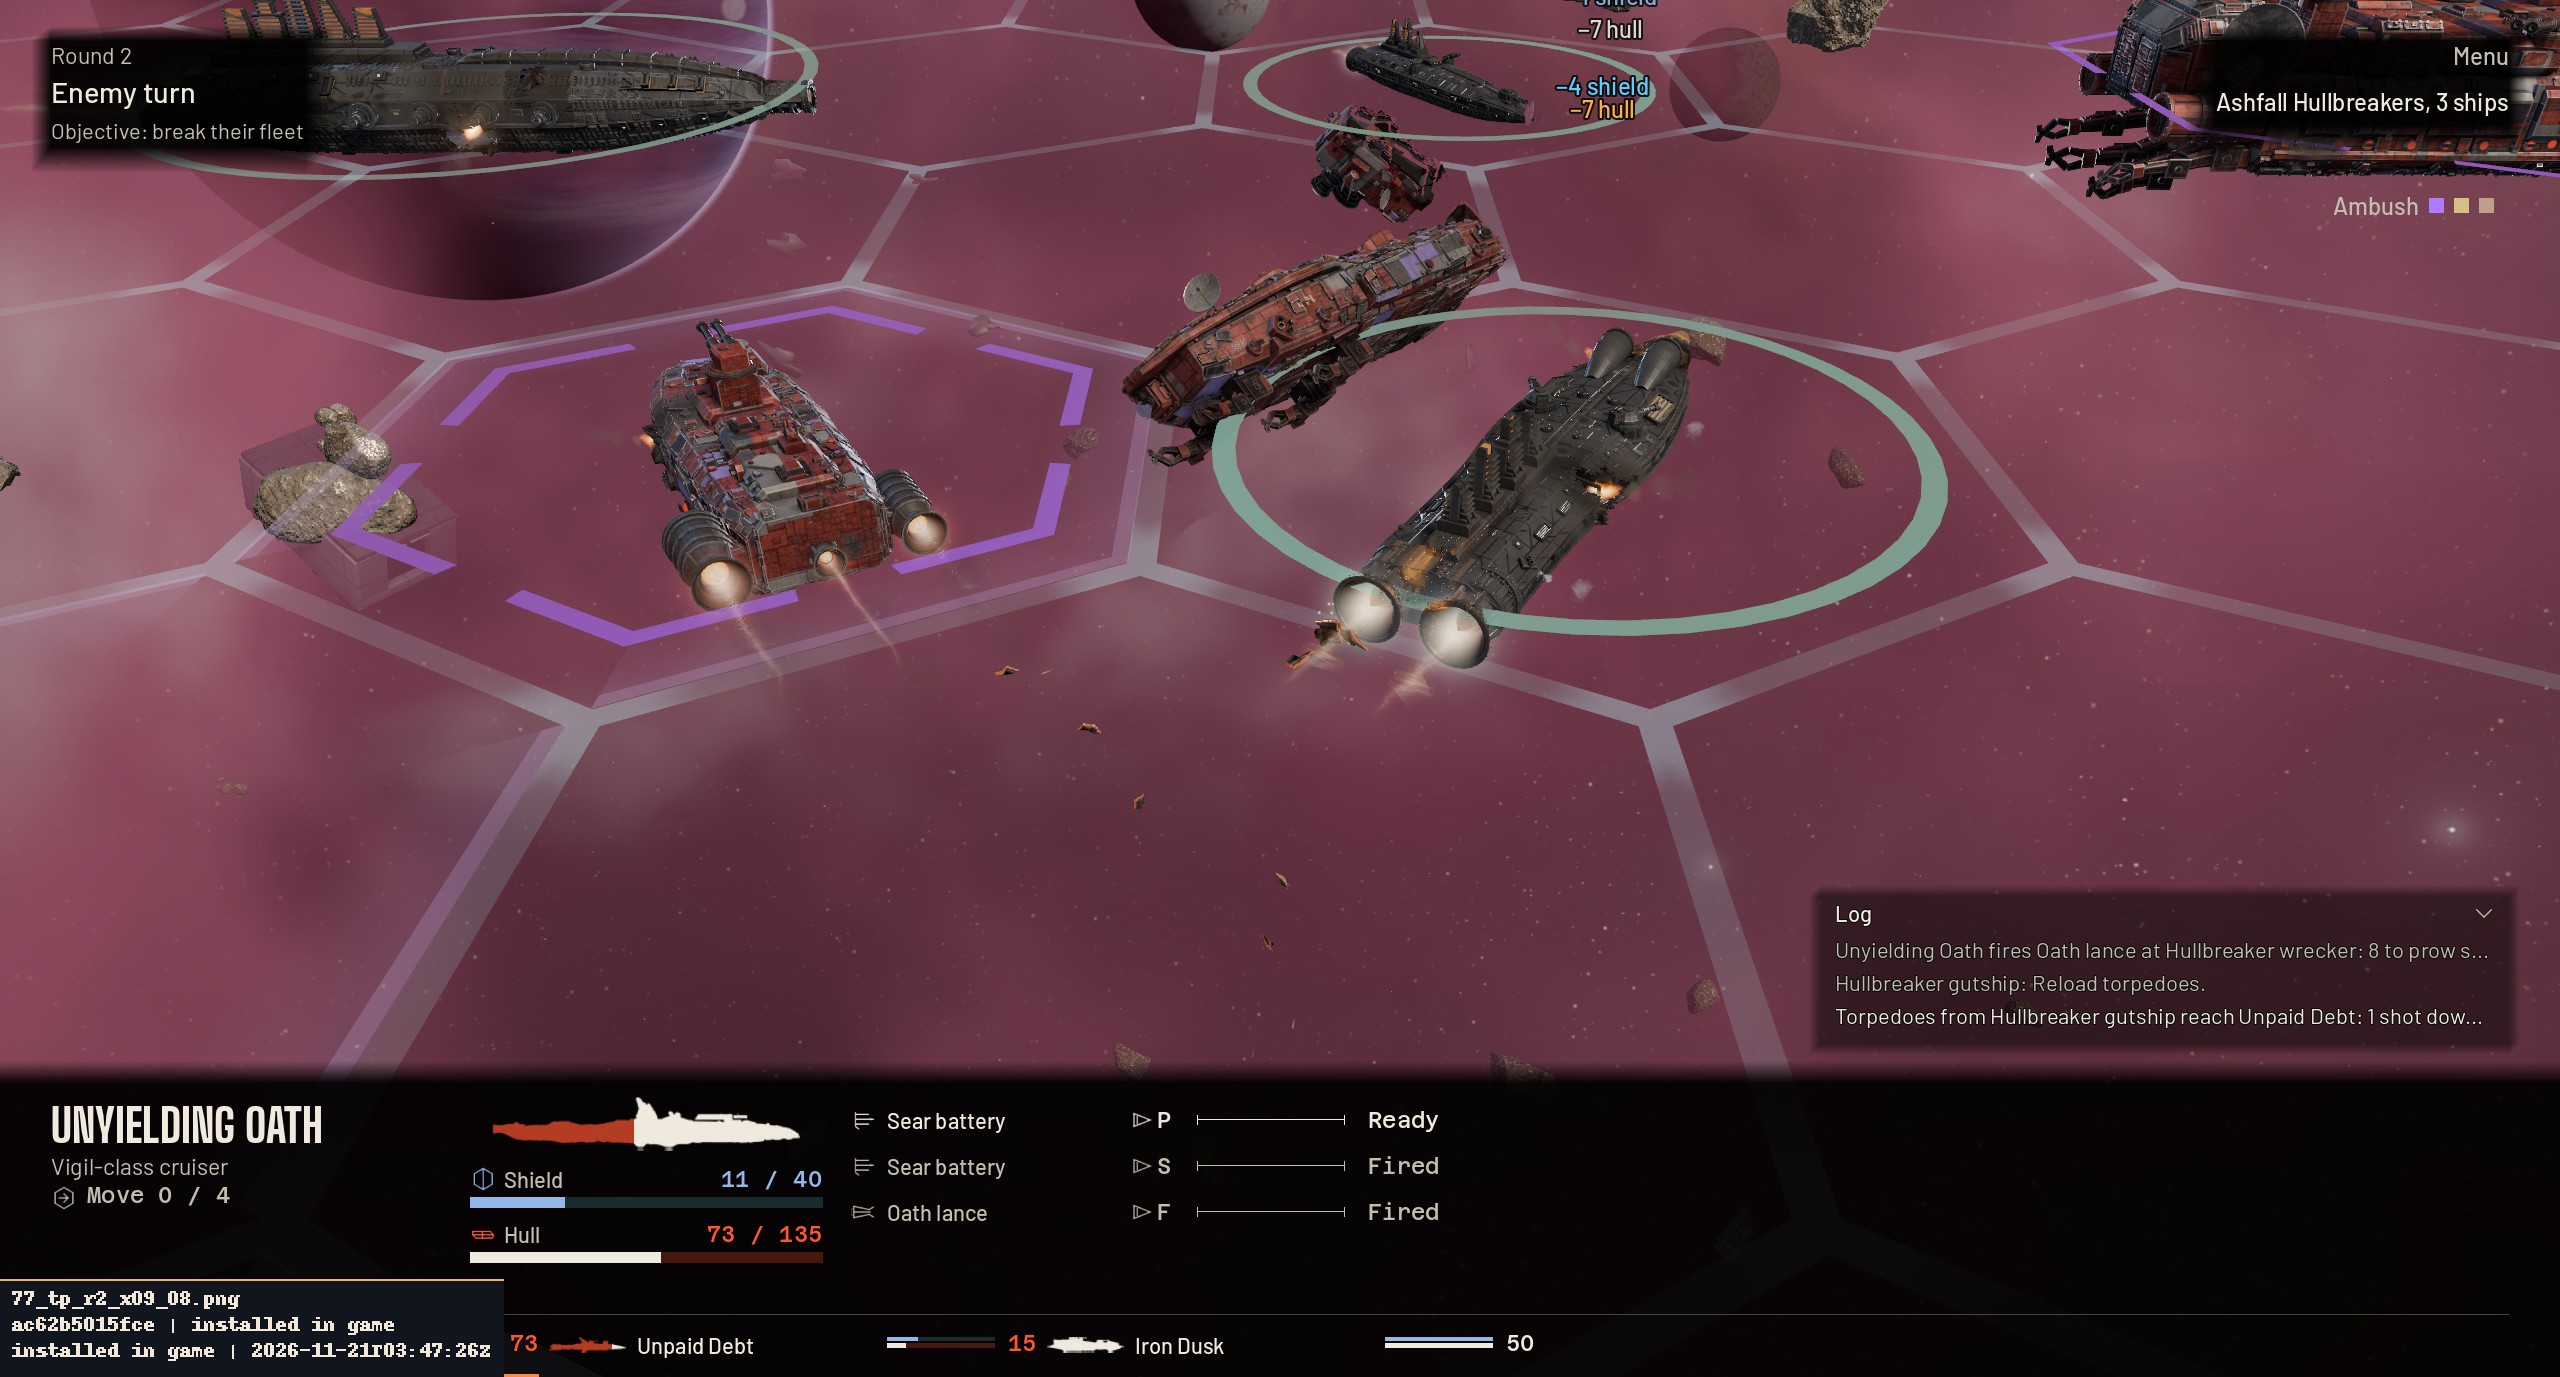 Round 2
Enemy turn
Objective: break their fleet
−7 hull
−4 shield
−7 hull
Menu
Ashfall Hullbreakers, 3 ships
Ambush
Log
Unyielding Oath fires Oath lance at Hullbreaker wrecker: 8 to prow s...
Hullbreaker gutship: Reload torpedoes.
Torpedoes from Hullbreaker gutship reach Unpaid Debt: 1 shot dow...
UNYIELDING OATH
Vigil-class cruiser
Move 0 / 4
Shield 11 / 40
Hull 73 / 135
Sear battery P Ready
Sear battery S Fired
Oath lance F Fired
77_tp_r2_x09_08.png
ac62b5015fce | installed in game
installed in game | 2026-11-21r03:47:26z
73 Unpaid Debt 15 Iron Dusk 50